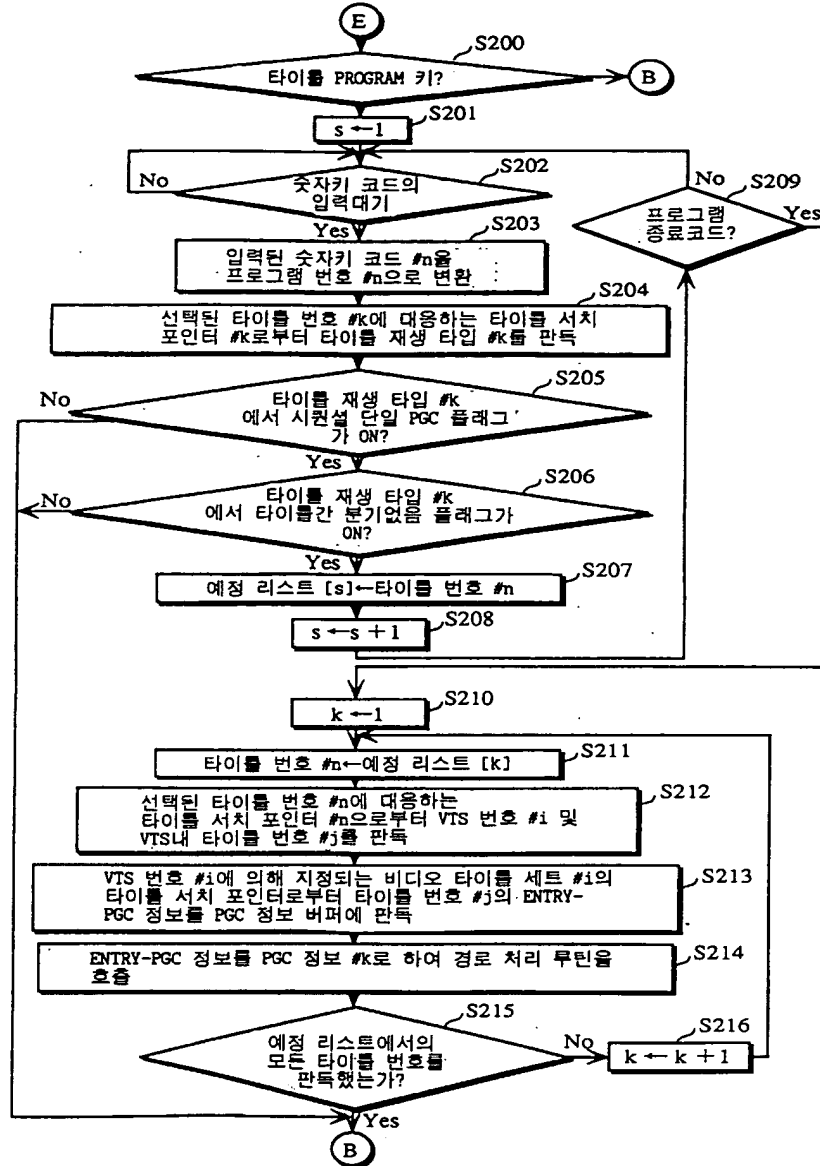 E
S200
타이틀 PROGRAM 키?
B
S201
s ←1
S202
No
숫자키 코드의
입력대기
Yes
S203
입력된 숫자키 코드 #n을
프로그램 번호 #n으로 변환
S204
선택된 타이틀 번호 #k에 대응하는 타이틀 서치
포인터 #k로부터 타이틀 재생 타입 #k를 판독
S205
No
타이틀 재생 타입 #k
에서 시퀀셜 단일 PGC 플래그
가 ON?
Yes
S206
No
타이틀 재생 타입 #k
에서 타이틀간 분기없음 플래그가
ON?
Yes
S207
예정 리스트 [s]←타이틀 번호 #n
S208
s ←s + 1
S209
No
프로그램
종료코드?
Yes
S210
k ←1
S211
타이틀 번호 #n←예정 리스트 [k]
S212
선택된 타이틀 번호 #n에 대응하는
타이틀 서치 포인터 #n으로부터 VTS 번호 #i 및
VTS내 타이틀 번호 #j를 판독
S213
VTS 번호 #i에 의해 지정되는 비디오 타이틀 세트 #i의
타이틀 서치 포인터로부터 타이틀 번호 #j의 ENTRY-
PGC 정보를 PGC 정보 버퍼에 판독
S214
ENTRY-PGC 정보를 PGC 정보 #k로 하여 경로 처리 루틴을
호출
S215
예정 리스트에서의
모든 타이틀 번호를
판독했는가?
No
S216
k ← k + 1
Yes
B